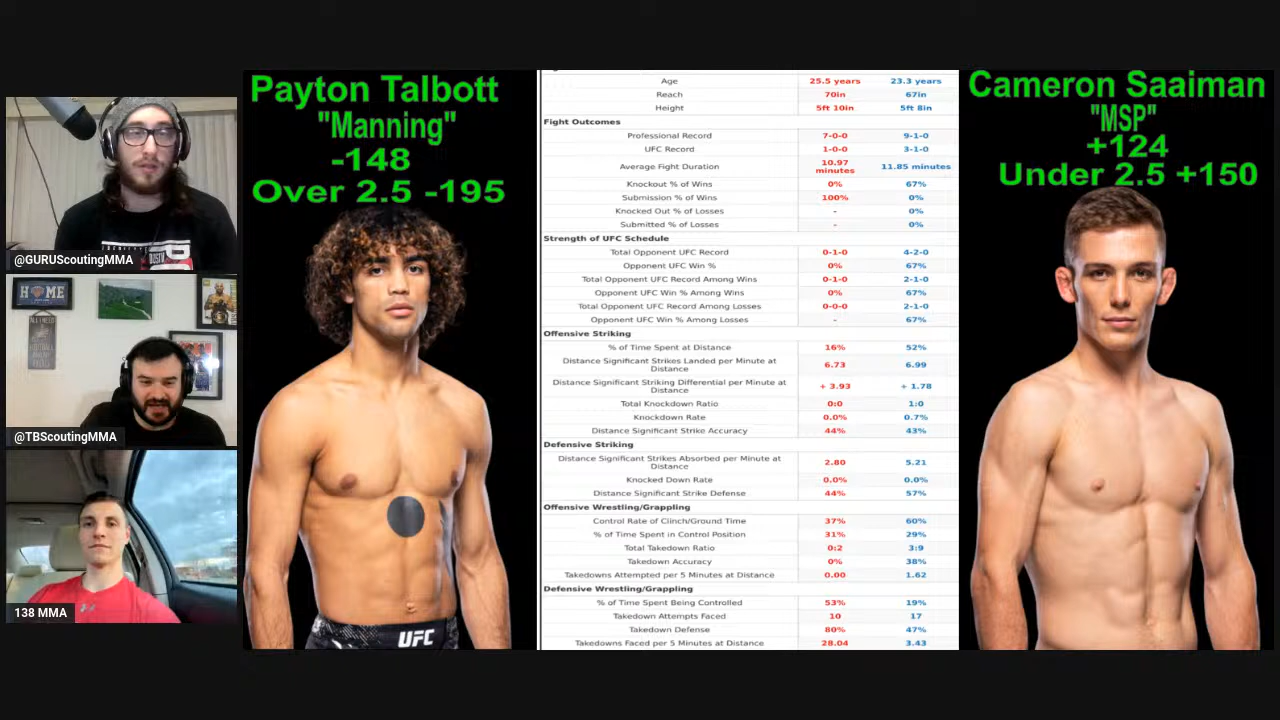 Payton Talbott
"Manning"
-148
Over 2.5 -195
Cameron Saaiman
"MSP"
+124
Under 2.5 +150
@GURUScoutingMMA
HOME
@TBScoutingMMA
138 MMA
UFC
Age 25.5 years 23.3 years
Reach 70in 67in
Height 5ft 10in 5ft 8in
Fight Outcomes
Professional Record 7-0-0 9-1-0
UFC Record 1-0-0 3-1-0
Average Fight Duration 10.97 minutes 11.85 minutes
Knockout % of Wins 0% 67%
Submission % of Wins 100% 0%
Knocked Out % of Losses - 0%
Submitted % of Losses - 0%
Strength of UFC Schedule
Total Opponent UFC Record 0-1-0 4-2-0
Opponent UFC Win % 0% 67%
Total Opponent UFC Record Among Wins 0-1-0 2-1-0
Opponent UFC Win % Among Wins 0% 67%
Total Opponent UFC Record Among Losses 0-0-0 2-1-0
Opponent UFC Win % Among Losses - 67%
Offensive Striking
% of Time Spent at Distance 16% 52%
Distance Significant Strikes Landed per Minute at Distance 6.73 6.99
Distance Significant Striking Differential per Minute at Distance + 3.93 + 1.78
Total Knockdown Ratio 0:0 1:0
Knockdown Rate 0.0% 0.7%
Distance Significant Strike Accuracy 44% 43%
Defensive Striking
Distance Significant Strikes Absorbed per Minute at Distance 2.80 5.21
Knocked Down Rate 0.0% 0.0%
Distance Significant Strike Defense 44% 57%
Offensive Wrestling/Grappling
Control Rate of Clinch/Ground Time 37% 60%
% of Time Spent in Control Position 31% 29%
Total Takedown Ratio 0:2 3:9
Takedown Accuracy 0% 38%
Takedowns Attempted per 5 Minutes at Distance 0.00 1.62
Defensive Wrestling/Grappling
% of Time Spent Being Controlled 53% 19%
Takedown Attempts Faced 10 17
Takedown Defense 80% 47%
Takedowns Faced per 5 Minutes at Distance 28.04 3.43